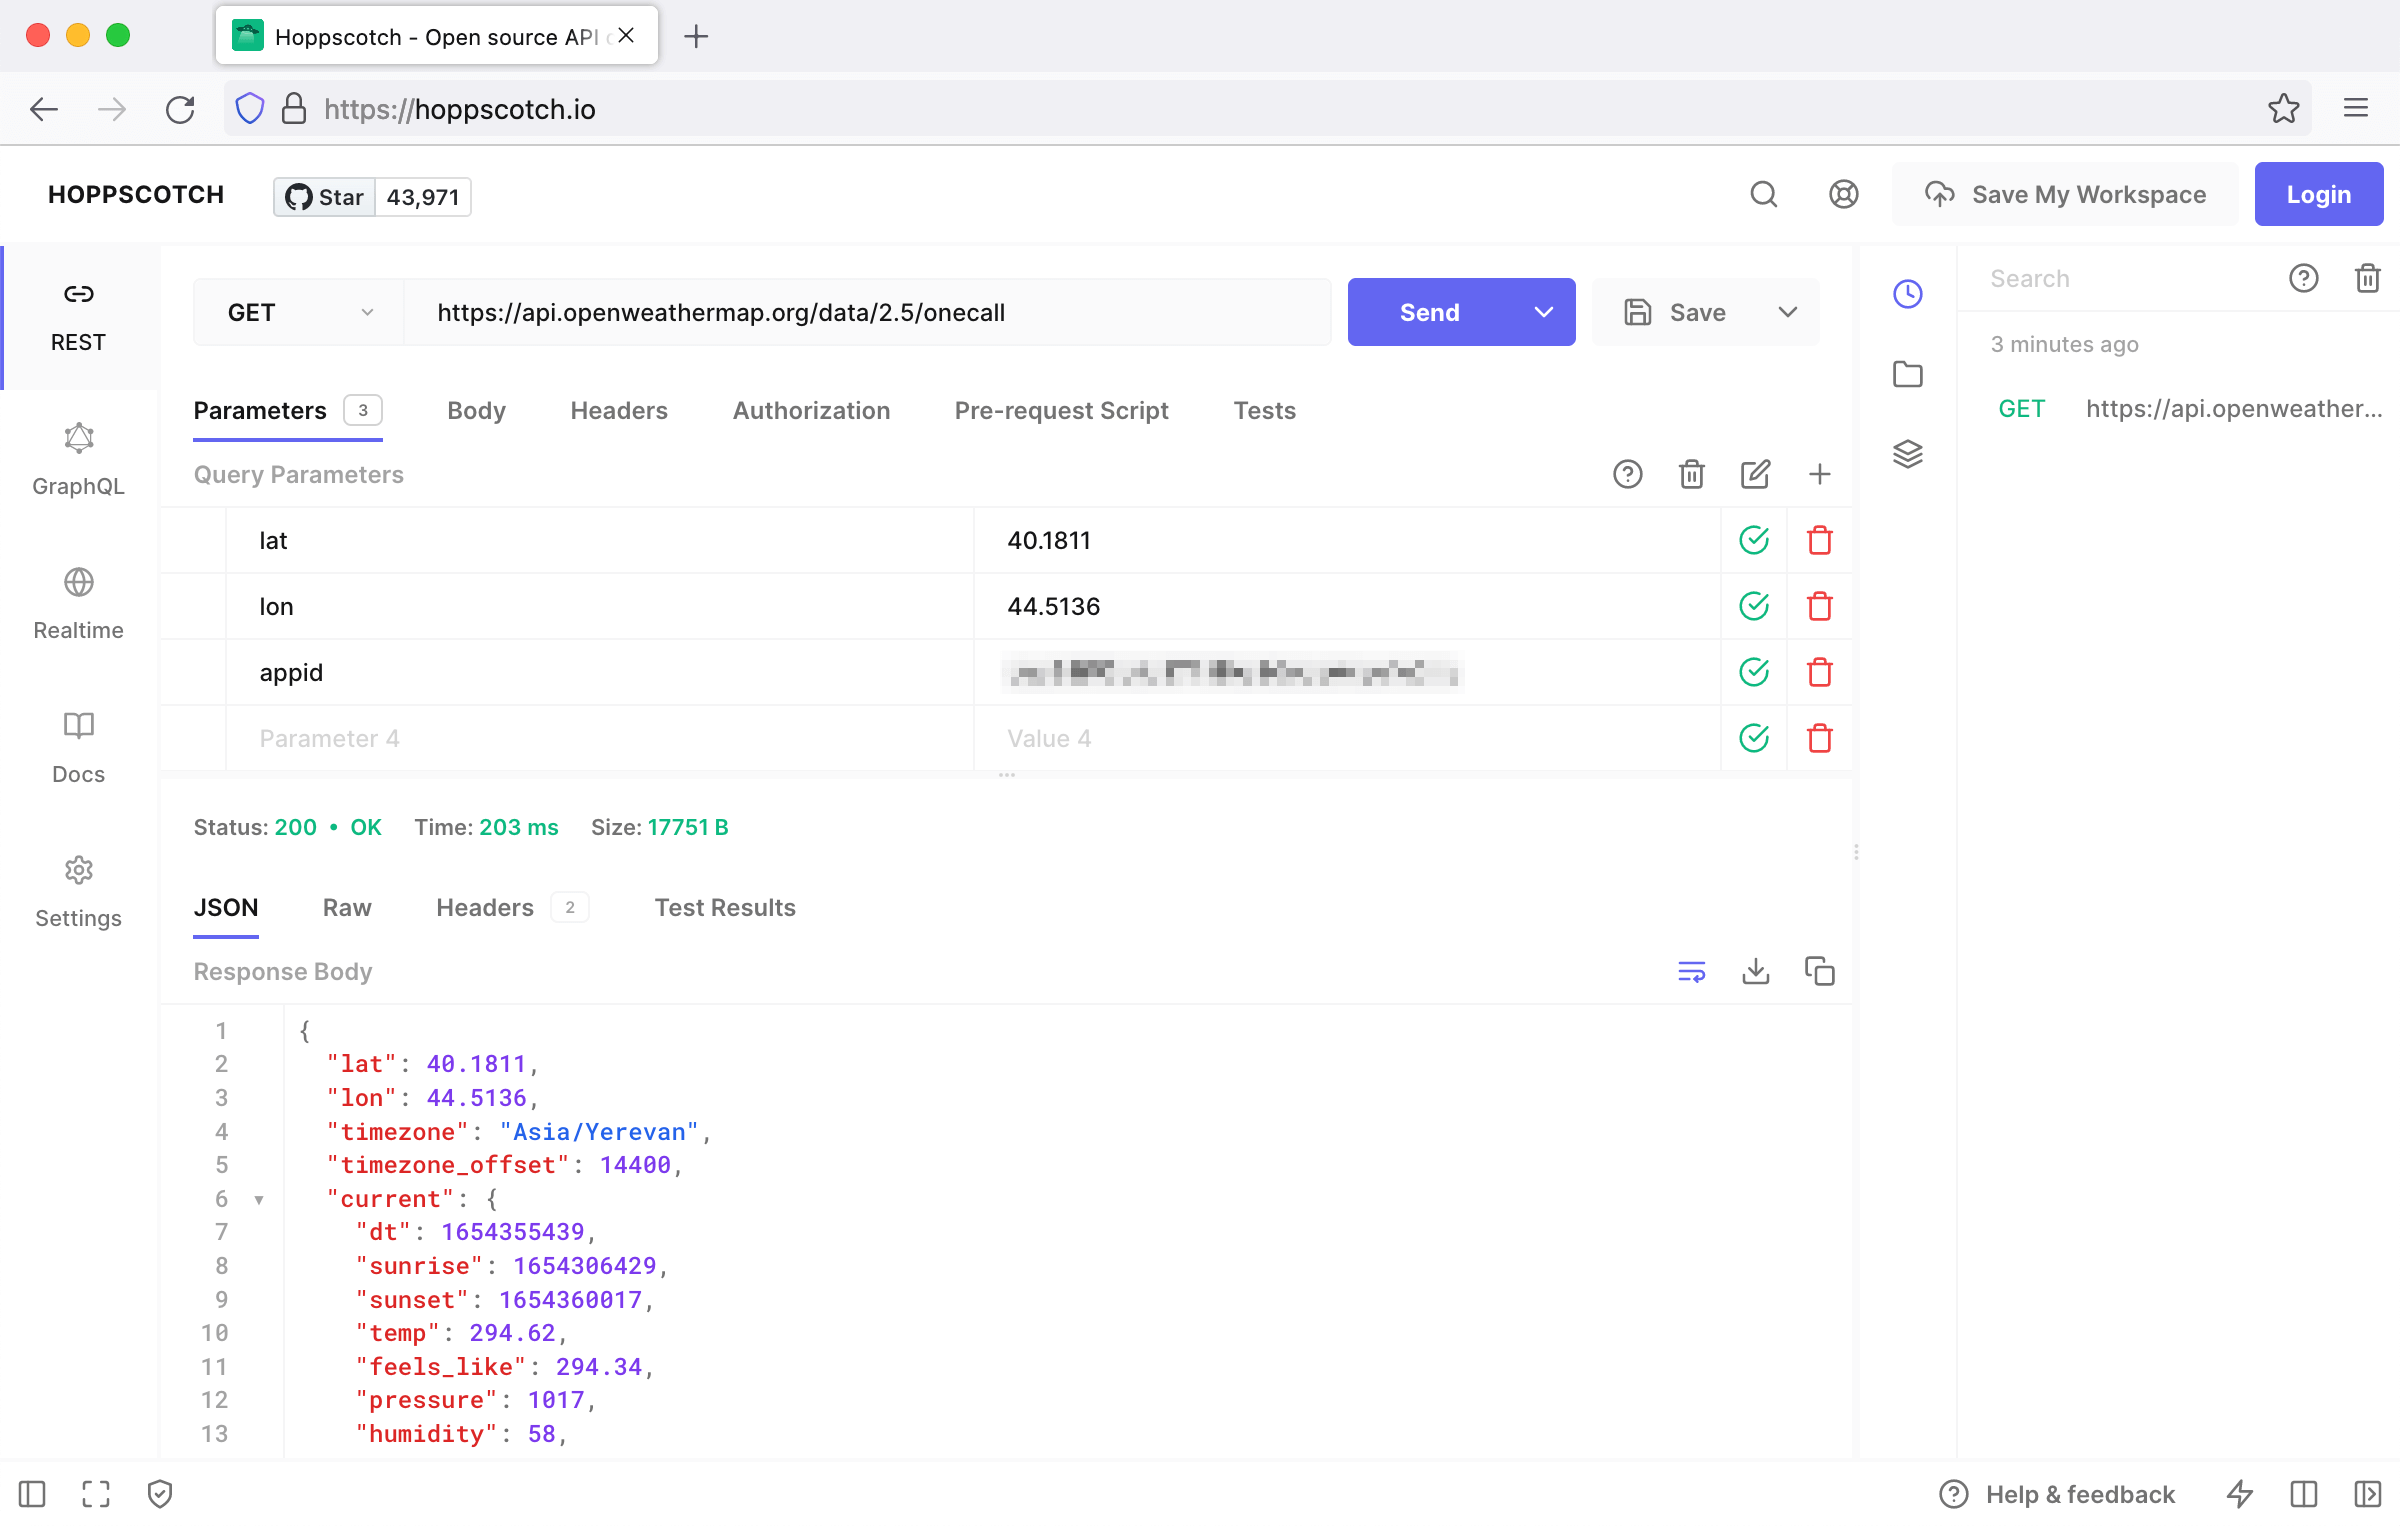 Hoppscotch - Open source API
https://hoppscotch.io
HOPPSCOTCH
Star 43,971
Save My Workspace
Login
REST
GraphQL
Realtime
Docs
Settings
GET https://api.openweathermap.org/data/2.5/onecall
Send
Save
Parameters 3 Body Headers Authorization Pre-request Script Tests
Query Parameters
lat 40.1811
lon 44.5136
appid
Parameter 4 Value 4
Status: 200 • OK Time: 203 ms Size: 17751 B
JSON Raw Headers 2 Test Results
Response Body
1 {
2 "lat": 40.1811,
3 "lon": 44.5136,
4 "timezone": "Asia/Yerevan",
5 "timezone_offset": 14400,
6 "current": {
7 "dt": 1654355439,
8 "sunrise": 1654306429,
9 "sunset": 1654360017,
10 "temp": 294.62,
11 "feels_like": 294.34,
12 "pressure": 1017,
13 "humidity": 58,
Search
3 minutes ago
GET https://api.openweather...
Help & feedback